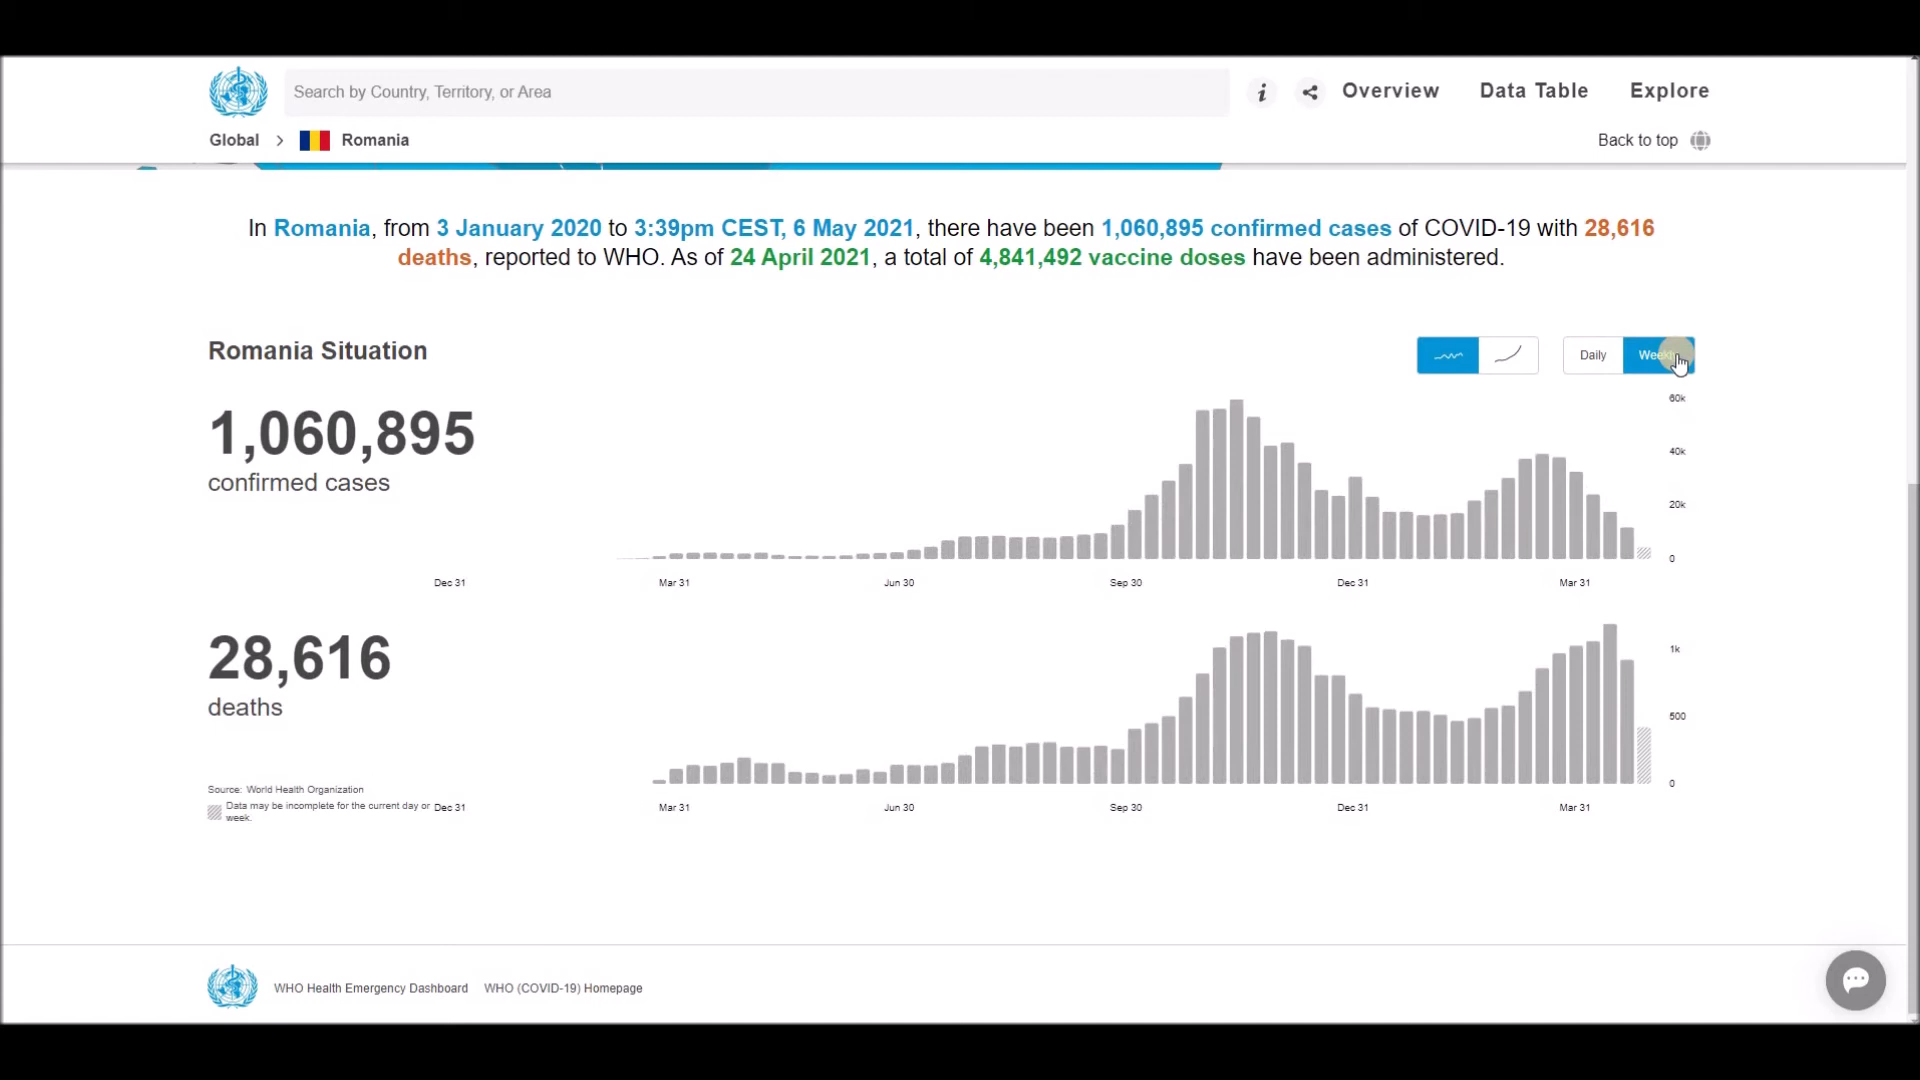 Search by Country, Territory, or Area
i
Overview
Data Table
Explore
Global > Romania
Back to top
In Romania, from 3 January 2020 to 3:39pm CEST, 6 May 2021, there have been 1,060,895 confirmed cases of COVID-19 with 28,616
deaths, reported to WHO. As of 24 April 2021, a total of 4,841,492 vaccine doses have been administered.
Romania Situation
Daily
1,060,895
confirmed cases
60k
40k
20k
0
Dec 31
Mar 31
Jun 30
Sep 30
Dec 31
Mar 31
28,616
deaths
1k
500
0
Source: World Health Organization
Data may be incomplete for the current day or
week.
Dec 31
Mar 31
Jun 30
Sep 30
Dec 31
Mar 31
WHO Health Emergency Dashboard
WHO (COVID-19) Homepage